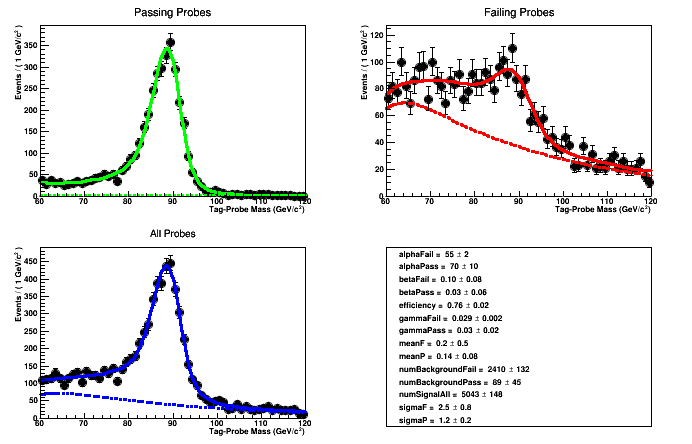 Passing Probes
Events / ( 1 GeV/c² )
350
300
250
200
150
100
50
60 70 80 90 100 110 120
Tag-Probe Mass (GeV/c²)
Failing Probes
Events / ( 1 GeV/c² )
120
100
80
60
40
20
0
60 70 80 90 100 110 120
Tag-Probe Mass (GeV/c²)
All Probes
Events / ( 1 GeV/c² )
450
400
350
300
250
200
150
100
50
0
60 70 80 90 100 110 120
Tag-Probe Mass (GeV/c²)
alphaFail = 55 ± 2
alphaPass = 70 ± 10
betaFail = 0.10 ± 0.08
betaPass = 0.03 ± 0.06
efficiency = 0.76 ± 0.02
gammaFail = 0.029 ± 0.002
gammaPass = 0.03 ± 0.02
meanF = 0.2 ± 0.5
meanP = 0.14 ± 0.08
numBackgroundFail = 2410 ± 132
numBackgroundPass = 89 ± 45
numSignalAll = 5043 ± 148
sigmaF = 2.5 ± 0.8
sigmaP = 1.2 ± 0.2